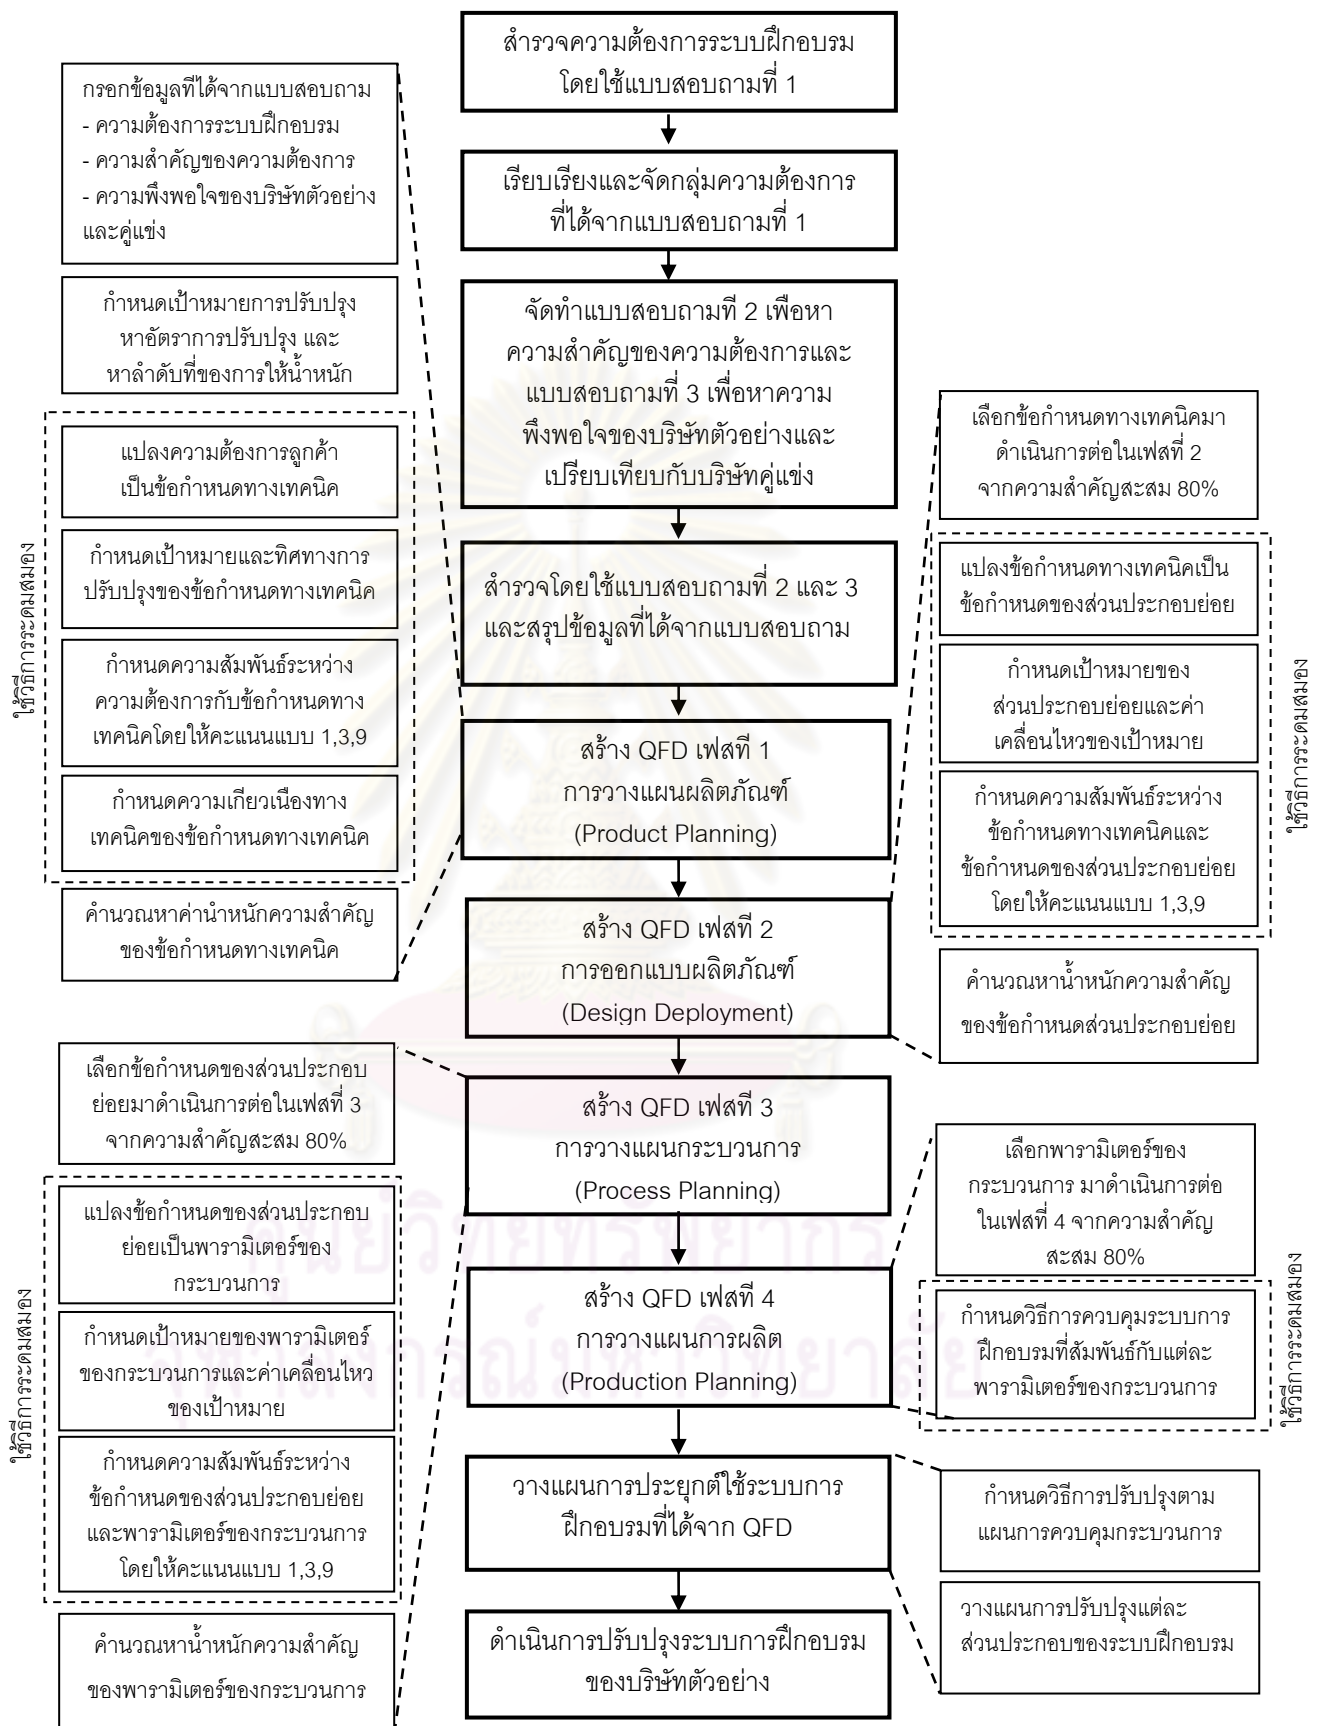 สำรวจความต้องการระบบฝึกอบรม
โดยใช้แบบสอบถามที่ 1
เรียบเรียงและจัดกลุ่มความต้องการ
ที่ได้จากแบบสอบถามที่ 1
จัดทำแบบสอบถามที่ 2 เพื่อหา
ความสำคัญของความต้องการและ
แบบสอบถามที่ 3 เพื่อหาความ
พึงพอใจของบริษัทตัวอย่างและ
เปรียบเทียบกับบริษัทคู่แข่ง
สำรวจโดยใช้แบบสอบถามที่ 2 และ 3
และสรุปข้อมูลที่ได้จากแบบสอบถาม
สร้าง QFD เฟสที่ 1
การวางแผนผลิตภัณฑ์
(Product Planning)
สร้าง QFD เฟสที่ 2
การออกแบบผลิตภัณฑ์
(Design Deployment)
สร้าง QFD เฟสที่ 3
การวางแผนกระบวนการ
(Process Planning)
สร้าง QFD เฟสที่ 4
การวางแผนการผลิต
(Production Planning)
วางแผนการประยุกต์ใช้ระบบการ
ฝึกอบรมที่ได้จาก QFD
ดำเนินการปรับปรุงระบบการฝึกอบรม
ของบริษัทตัวอย่าง
กรอกข้อมูลที่ได้จากแบบสอบถาม
- ความต้องการระบบฝึกอบรม
- ความสำคัญของความต้องการ
- ความพึงพอใจของบริษัทตัวอย่าง
และคู่แข่ง
กำหนดเป้าหมายการปรับปรุง
หาอัตราการปรับปรุง และ
หาลำดับที่ของการให้น้ำหนัก
ใช้วิธีการระดมสมอง
แปลงความต้องการลูกค้า
เป็นข้อกำหนดทางเทคนิค
กำหนดเป้าหมายและทิศทางการ
ปรับปรุงของข้อกำหนดทางเทคนิค
กำหนดความสัมพันธ์ระหว่าง
ความต้องการกับข้อกำหนดทาง
เทคนิคโดยให้คะแนนแบบ 1,3,9
กำหนดความเกี่ยวเนื่องทาง
เทคนิคของข้อกำหนดทางเทคนิค
คำนวณหาค่าน้ำหนักความสำคัญ
ของข้อกำหนดทางเทคนิค
เลือกข้อกำหนดทางเทคนิคมา
ดำเนินการต่อในเฟสที่ 2
จากความสำคัญสะสม 80%
ใช้วิธีการระดมสมอง
แปลงข้อกำหนดทางเทคนิคเป็น
ข้อกำหนดของส่วนประกอบย่อย
กำหนดเป้าหมายของ
ส่วนประกอบย่อยและค่า
เคลื่อนไหวของเป้าหมาย
กำหนดความสัมพันธ์ระหว่าง
ข้อกำหนดทางเทคนิคและ
ข้อกำหนดของส่วนประกอบย่อย
โดยให้คะแนนแบบ 1,3,9
คำนวณหาน้ำหนักความสำคัญ
ของข้อกำหนดส่วนประกอบย่อย
เลือกข้อกำหนดของส่วนประกอบ
ย่อยมาดำเนินการต่อในเฟสที่ 3
จากความสำคัญสะสม 80%
ใช้วิธีการระดมสมอง
แปลงข้อกำหนดของส่วนประกอบ
ย่อยเป็นพารามิเตอร์ของ
กระบวนการ
กำหนดเป้าหมายของพารามิเตอร์
ของกระบวนการและค่าเคลื่อนไหว
ของเป้าหมาย
กำหนดความสัมพันธ์ระหว่าง
ข้อกำหนดของส่วนประกอบย่อย
และพารามิเตอร์ของกระบวนการ
โดยให้คะแนนแบบ 1,3,9
คำนวณหาน้ำหนักความสำคัญ
ของพารามิเตอร์ของกระบวนการ
เลือกพารามิเตอร์ของ
กระบวนการ มาดำเนินการต่อ
ในเฟสที่ 4 จากความสำคัญ
สะสม 80%
ใช้วิธีการระดมสมอง
กำหนดวิธีการควบคุมระบบการ
ฝึกอบรมที่สัมพันธ์กับแต่ละ
พารามิเตอร์ของกระบวนการ
กำหนดวิธีการปรับปรุงตาม
แผนการควบคุมกระบวนการ
วางแผนการปรับปรุงแต่ละ
ส่วนประกอบของระบบฝึกอบรม
ศูนย์วิทยทรัพยากร
จุฬาลงกรณ์มหาวิทยาลัย